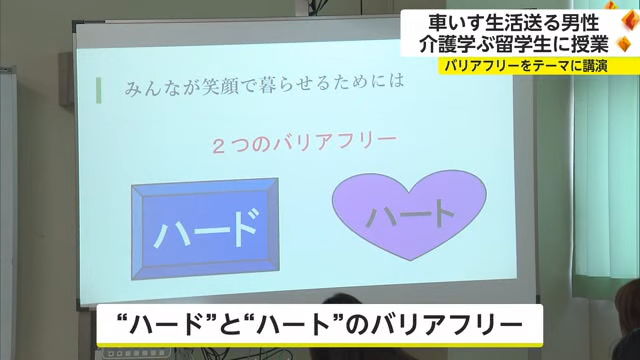 車いす生活送る男性
介護学ぶ留学生に授業
バリアフリーをテーマに講演
みんなが笑顔で暮らせるためには
２つのバリアフリー
ハード
ハート
“ハード”と“ハート”のバリアフリー